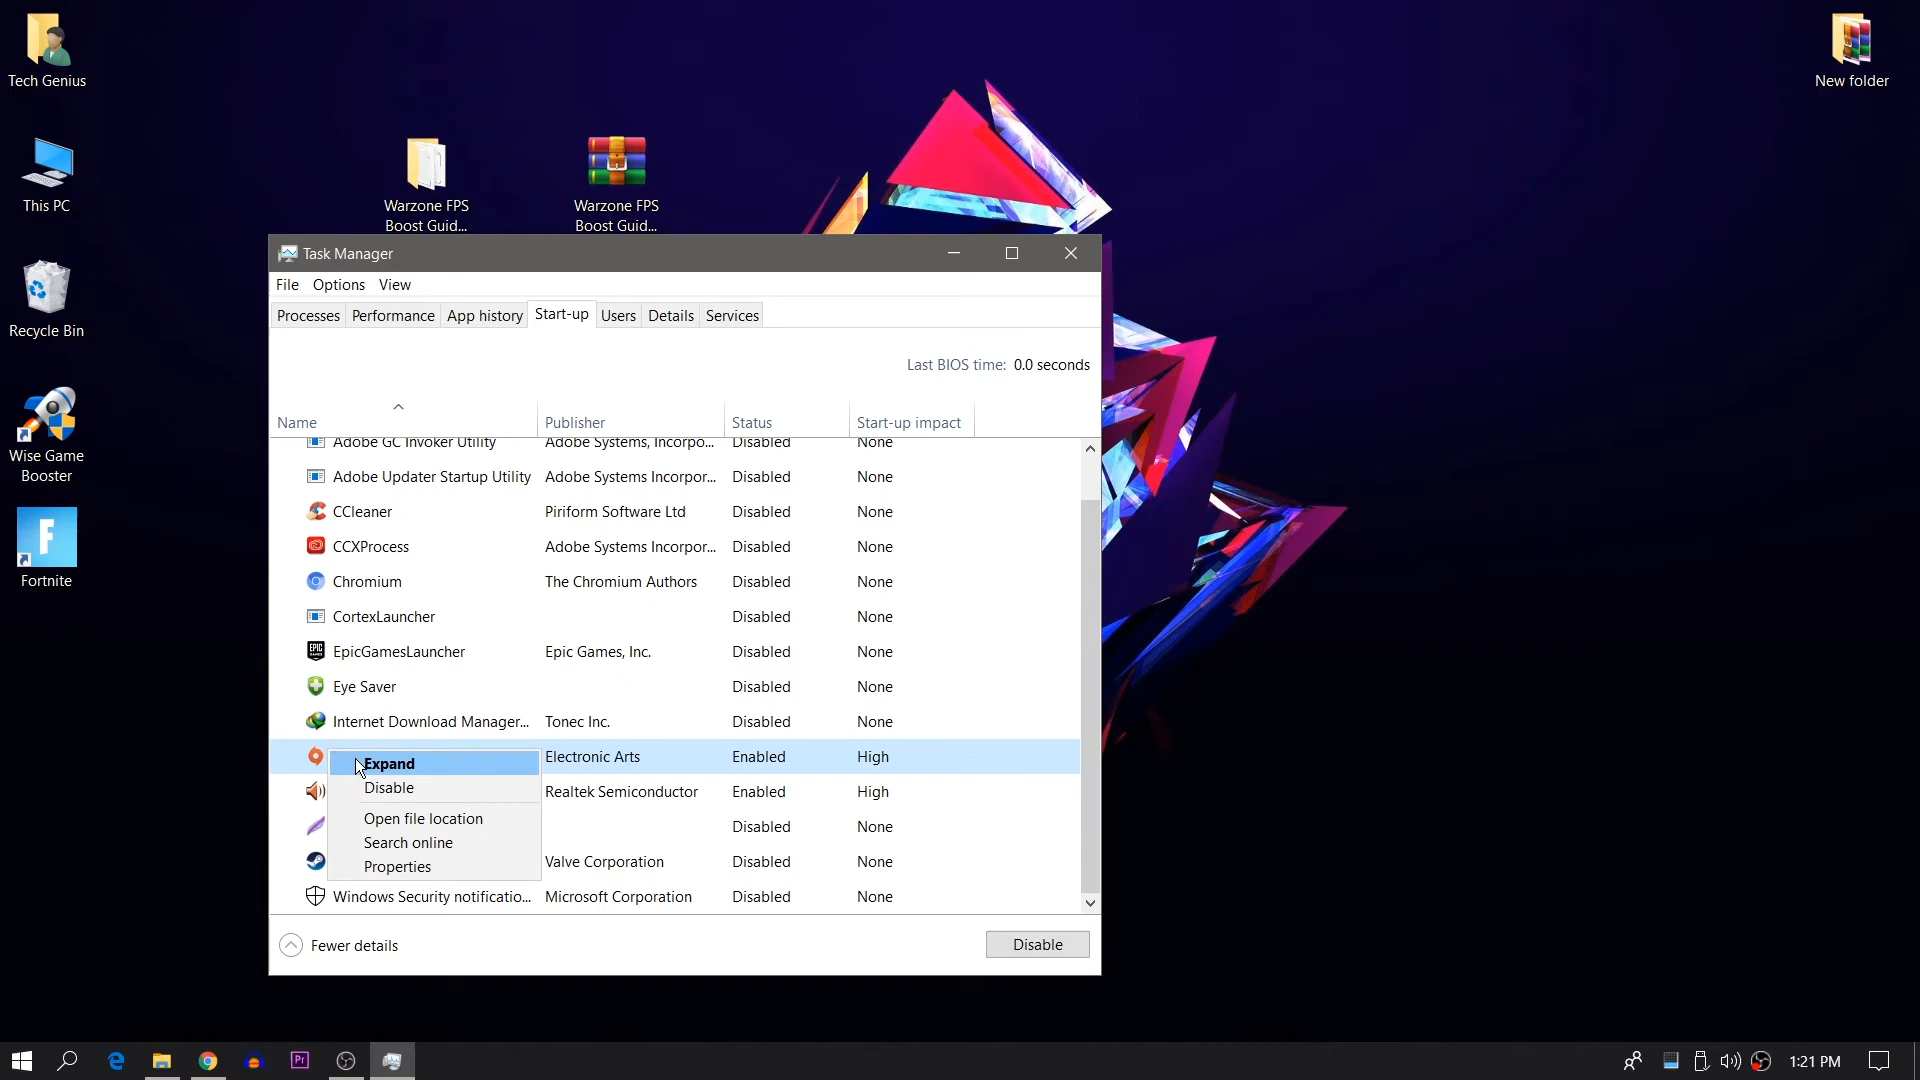 Tech Genius
New folder
This PC
Warzone FPS
Boost Guid...
Warzone FPS
Boost Guid...
Recycle Bin
Wise Game
Booster
F
Fortnite
Task Manager
File Options View
Processes Performance App history Start-up Users Details Services
Last BIOS time: 0.0 seconds
Name Publisher Status Start-up impact
Adobe GC Invoker Utility Adobe Systems, Incorpo... Disabled None
Adobe Updater Startup Utility Adobe Systems Incorpor... Disabled None
CCleaner Piriform Software Ltd Disabled None
CCXProcess Adobe Systems Incorpor... Disabled None
Chromium The Chromium Authors Disabled None
CortexLauncher Disabled None
EPIC GAMES EpicGamesLauncher Epic Games, Inc. Disabled None
Eye Saver Disabled None
Internet Download Manager... Tonec Inc. Disabled None
Electronic Arts Enabled High
Expand
Disable
Realtek Semiconductor Enabled High
Open file location
Disabled None
Search online
Valve Corporation Disabled None
Properties
Windows Security notificatio... Microsoft Corporation Disabled None
Fewer details Disable
Pr 1:21 PM